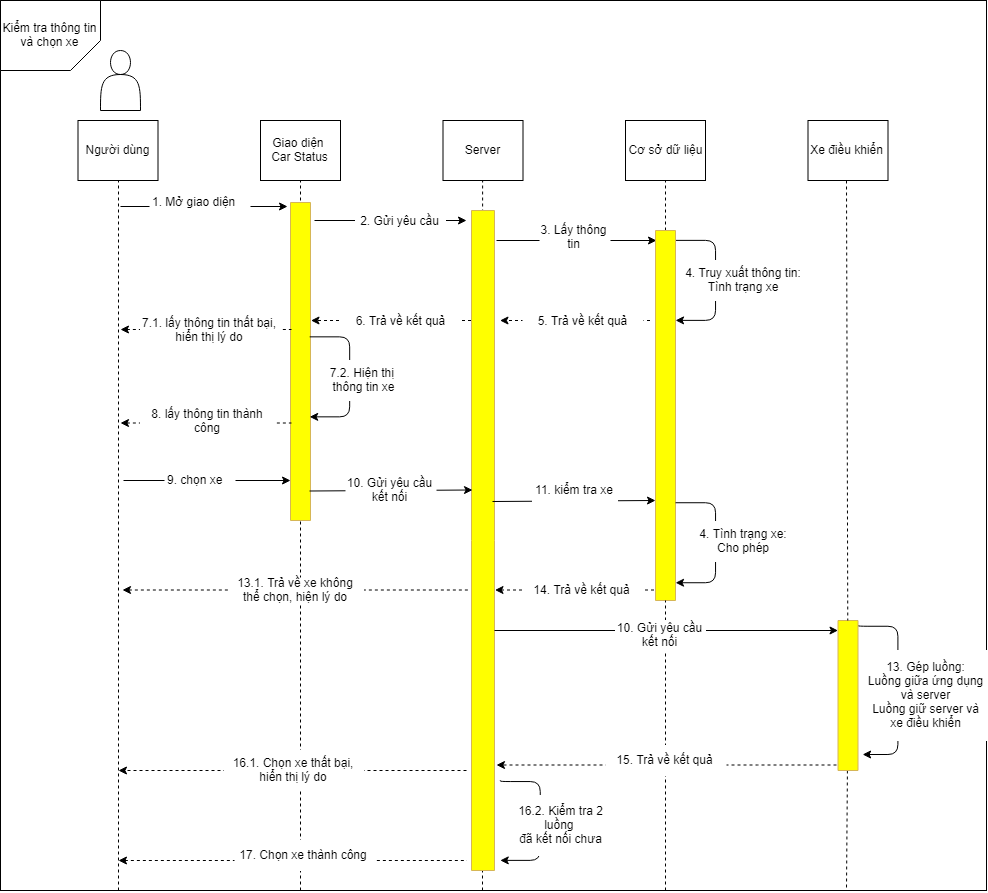 Kiểm tra thông tin
và chọn xe
Người dùng
Giao diện
Car Status
Server
Cơ sở dữ liệu
Xe điều khiển
1. Mở giao diện
2. Gửi yêu cầu
3. Lấy thông
tin
4. Truy xuất thông tin:
Tình trạng xe
7.1. lấy thông tin thất bại,
hiển thị lý do
6. Trả về kết quả
5. Trả về kết quả
7.2. Hiện thị
thông tin xe
8. lấy thông tin thành
công
9. chọn xe
10. Gửi yêu cầu
kết nối
11. kiểm tra xe
4. Tình trạng xe:
Cho phép
13.1. Trả về xe không
thể chọn, hiện lý do
14. Trả về kết quả
10. Gửi yêu cầu
kết nối
13. Gép luồng:
Luồng giữa ứng dụng
và server
Luồng giữ server và
xe điều khiển
16.1. Chọn xe thất bại,
hiển thị lý do
15. Trả về kết quả
16.2. Kiểm tra 2
luồng
đã kết nối chưa
17. Chọn xe thành công